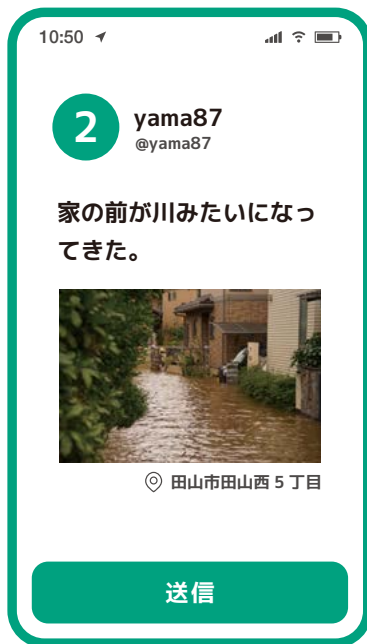 10:50
2
yama87
@yama87
家の前が川みたいになっ
てきた。
田山市田山西 5 丁目
送信